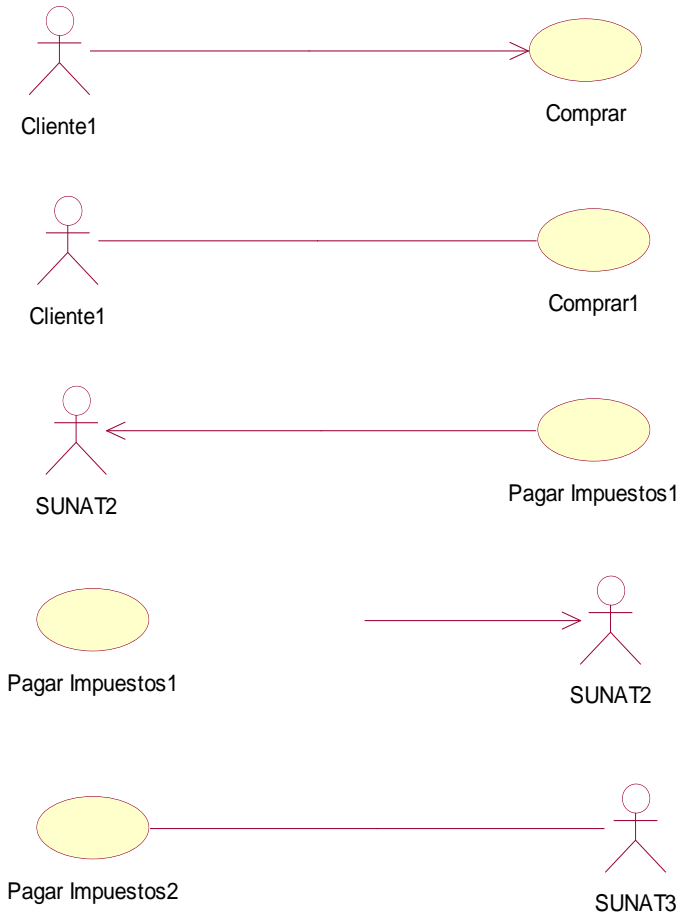 Cliente1
Comprar
Cliente1
Comprar1
SUNAT2
Pagar Impuestos1
Pagar Impuestos1
SUNAT2
Pagar Impuestos2
SUNAT3